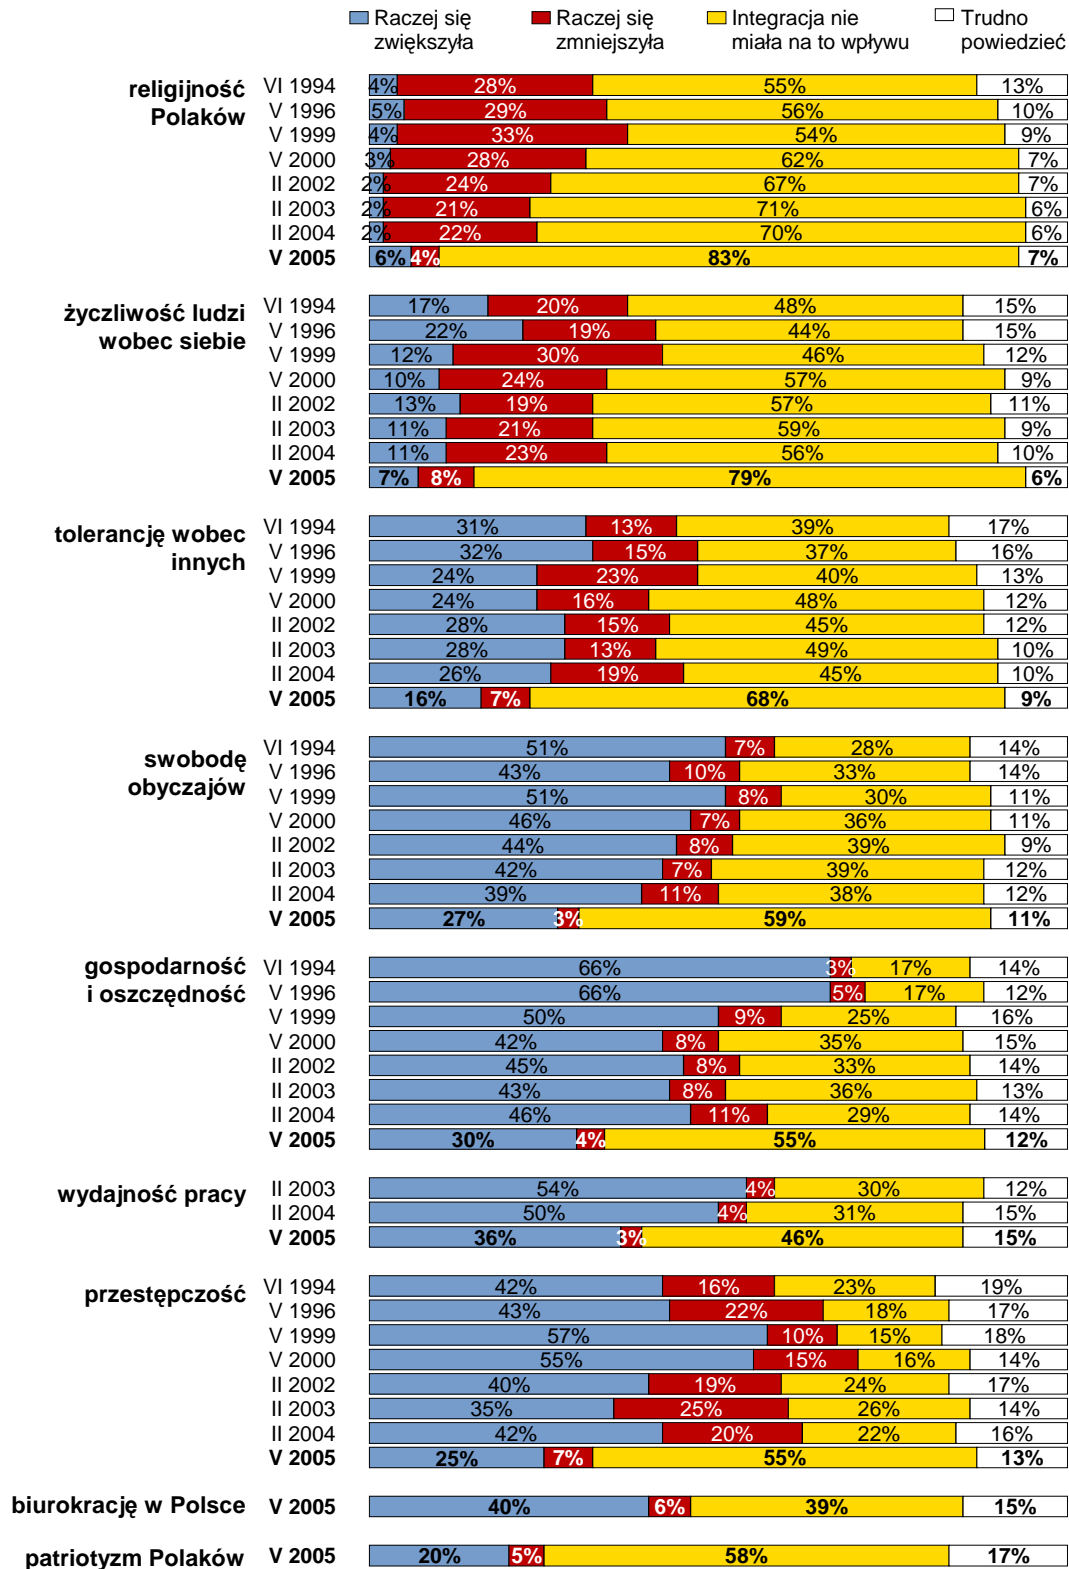 Raczej się zwiększyła
Raczej się zmniejszyła
Integracja nie miała na to wpływu
Trudno powiedzieć
religijność Polaków
VI 1994 4% 28% 55% 13%
V 1996 5% 29% 56% 10%
V 1999 4% 33% 54% 9%
V 2000 3% 28% 62% 7%
II 2002 2% 24% 67% 7%
II 2003 2% 21% 71% 6%
II 2004 2% 22% 70% 6%
V 2005 6% 4% 83% 7%
życzliwość ludzi wobec siebie
VI 1994 17% 20% 48% 15%
V 1996 22% 19% 44% 15%
V 1999 12% 30% 46% 12%
V 2000 10% 24% 57% 9%
II 2002 13% 19% 57% 11%
II 2003 11% 21% 59% 9%
II 2004 11% 23% 56% 10%
V 2005 7% 8% 79% 6%
tolerancję wobec innych
VI 1994 31% 13% 39% 17%
V 1996 32% 15% 37% 16%
V 1999 24% 23% 40% 13%
V 2000 24% 16% 48% 12%
II 2002 28% 15% 45% 12%
II 2003 28% 13% 49% 10%
II 2004 26% 19% 45% 10%
V 2005 16% 7% 68% 9%
swobodę obyczajów
VI 1994 51% 7% 28% 14%
V 1996 43% 10% 33% 14%
V 1999 51% 8% 30% 11%
V 2000 46% 7% 36% 11%
II 2002 44% 8% 39% 9%
II 2003 42% 7% 39% 12%
II 2004 39% 11% 38% 12%
V 2005 27% 3% 59% 11%
gospodarność i oszczędność
VI 1994 66% 3% 17% 14%
V 1996 66% 5% 17% 12%
V 1999 50% 9% 25% 16%
V 2000 42% 8% 35% 15%
II 2002 45% 8% 33% 14%
II 2003 43% 8% 36% 13%
II 2004 46% 11% 29% 14%
V 2005 30% 4% 55% 12%
wydajność pracy
II 2003 54% 4% 30% 12%
II 2004 50% 4% 31% 15%
V 2005 36% 3% 46% 15%
przestępczość
VI 1994 42% 16% 23% 19%
V 1996 43% 22% 18% 17%
V 1999 57% 10% 15% 18%
V 2000 55% 15% 16% 14%
II 2002 40% 19% 24% 17%
II 2003 35% 25% 26% 14%
II 2004 42% 20% 22% 16%
V 2005 25% 7% 55% 13%
biurokrację w Polsce
V 2005 40% 6% 39% 15%
patriotyzm Polaków
V 2005 20% 5% 58% 17%